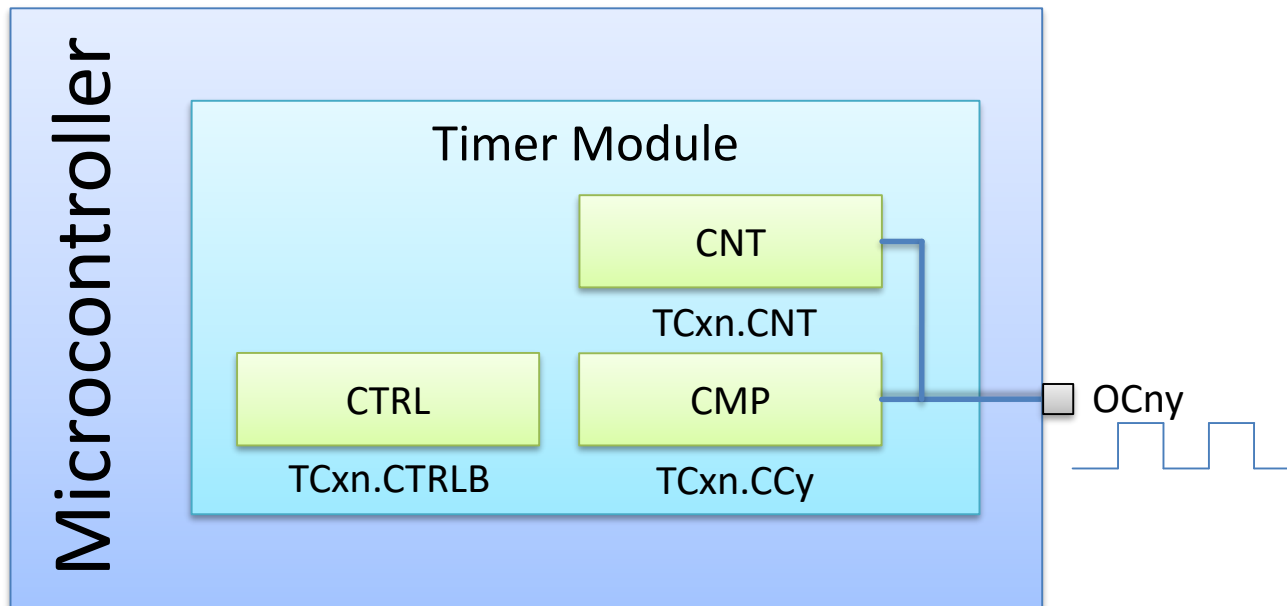 Microcontroller
Timer Module
CNT
TCxn.CNT
CTRL
CMP
OCny
TCxn.CTRLB
TCxn.CCy